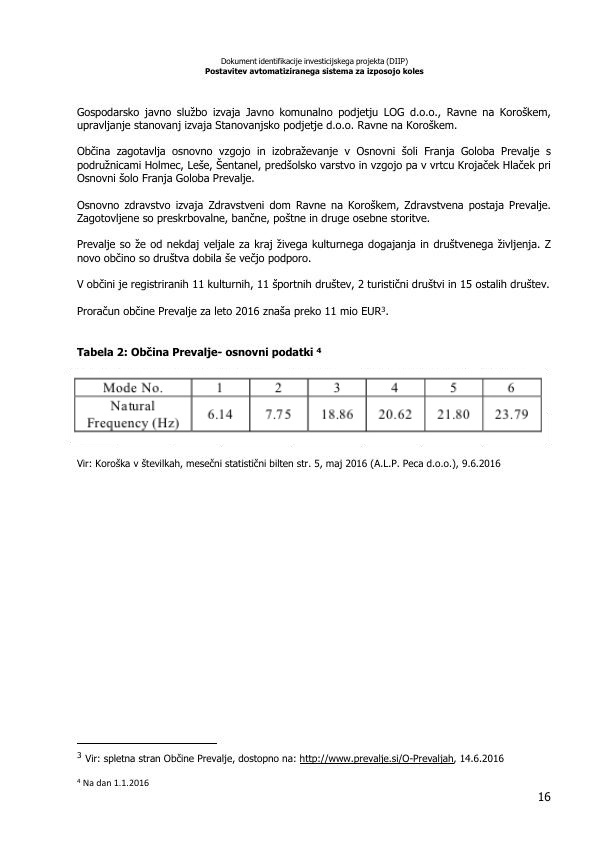 Dokument identifikacije investicijskega projekta (DIIP)
Postavitev avtomatiziranega sistema za izposojo koles
Gospodarsko javno službo izvaja Javno komunalno podjetju LOG d.o.o., Ravne na Koroškem,
upravljanje stanovanj izvaja Stanovanjsko podjetje d.o.o. Ravne na Koroškem.
Občina zagotavlja osnovno vzgojo in izobraževanje v Osnovni šoli Franja Goloba Prevalje s
podružnicami Holmec, Leše, Šentanel, predšolsko varstvo in vzgojo pa v vrtcu Krojaček Hlaček pri
Osnovni šolo Franja Goloba Prevalje.
Osnovno zdravstvo izvaja Zdravstveni dom Ravne na Koroškem, Zdravstvena postaja Prevalje.
Zagotovljene so preskrbovalne, bančne, poštne in druge osebne storitve.
Prevalje so že od nekdaj veljale za kraj živega kulturnega dogajanja in društvenega življenja. Z
novo občino so društva dobila še večjo podporo.
V občini je registriranih 11 kulturnih, 11 športnih društev, 2 turistični društvi in 15 ostalih društev.
Proračun občine Prevalje za leto 2016 znaša preko 11 mio EUR³.
Tabela 2: Občina Prevalje- osnovni podatki ⁴
Mode No. 1 2 3 4 5 6
Natural
Frequency (Hz) 6.14 7.75 18.86 20.62 21.80 23.79
Vir: Koroška v številkah, mesečni statistični bilten str. 5, maj 2016 (A.L.P. Peca d.o.o.), 9.6.2016
³ Vir: spletna stran Občine Prevalje, dostopno na: http://www.prevalje.si/O-Prevaljah, 14.6.2016
⁴ Na dan 1.1.2016
16